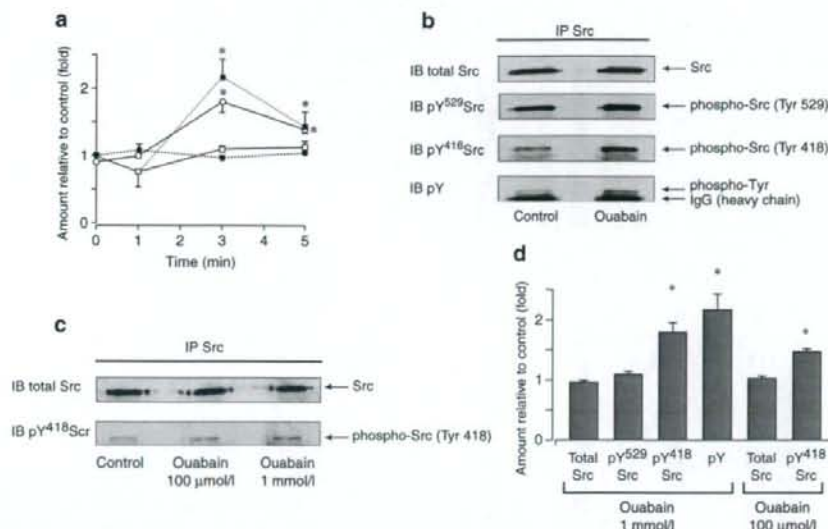 a
Amount relative to control (fold)
2
1
0
0
1
2
3
4
5
*
*
*
*
Time (min)
b
IP Src
IB total Src
Src
IB pY529Src
phospho-Src (Tyr 529)
IB pY416Src
phospho-Src (Tyr 418)
IB pY
phospho-Tyr
IgG (heavy chain)
Control
Ouabain
c
IP Src
IB total Src
Src
IB pY418Scr
phospho-Src (Tyr 418)
Control
Ouabain
100 µmol/l
Ouabain
1 mmol/l
d
Amount relative to control (fold)
2
1
0
*
*
*
Total
Src
pY529
Src
pY418
Src
pY
Total
Src
pY418
Src
Ouabain
1 mmol/l
Ouabain
100 µmol/l